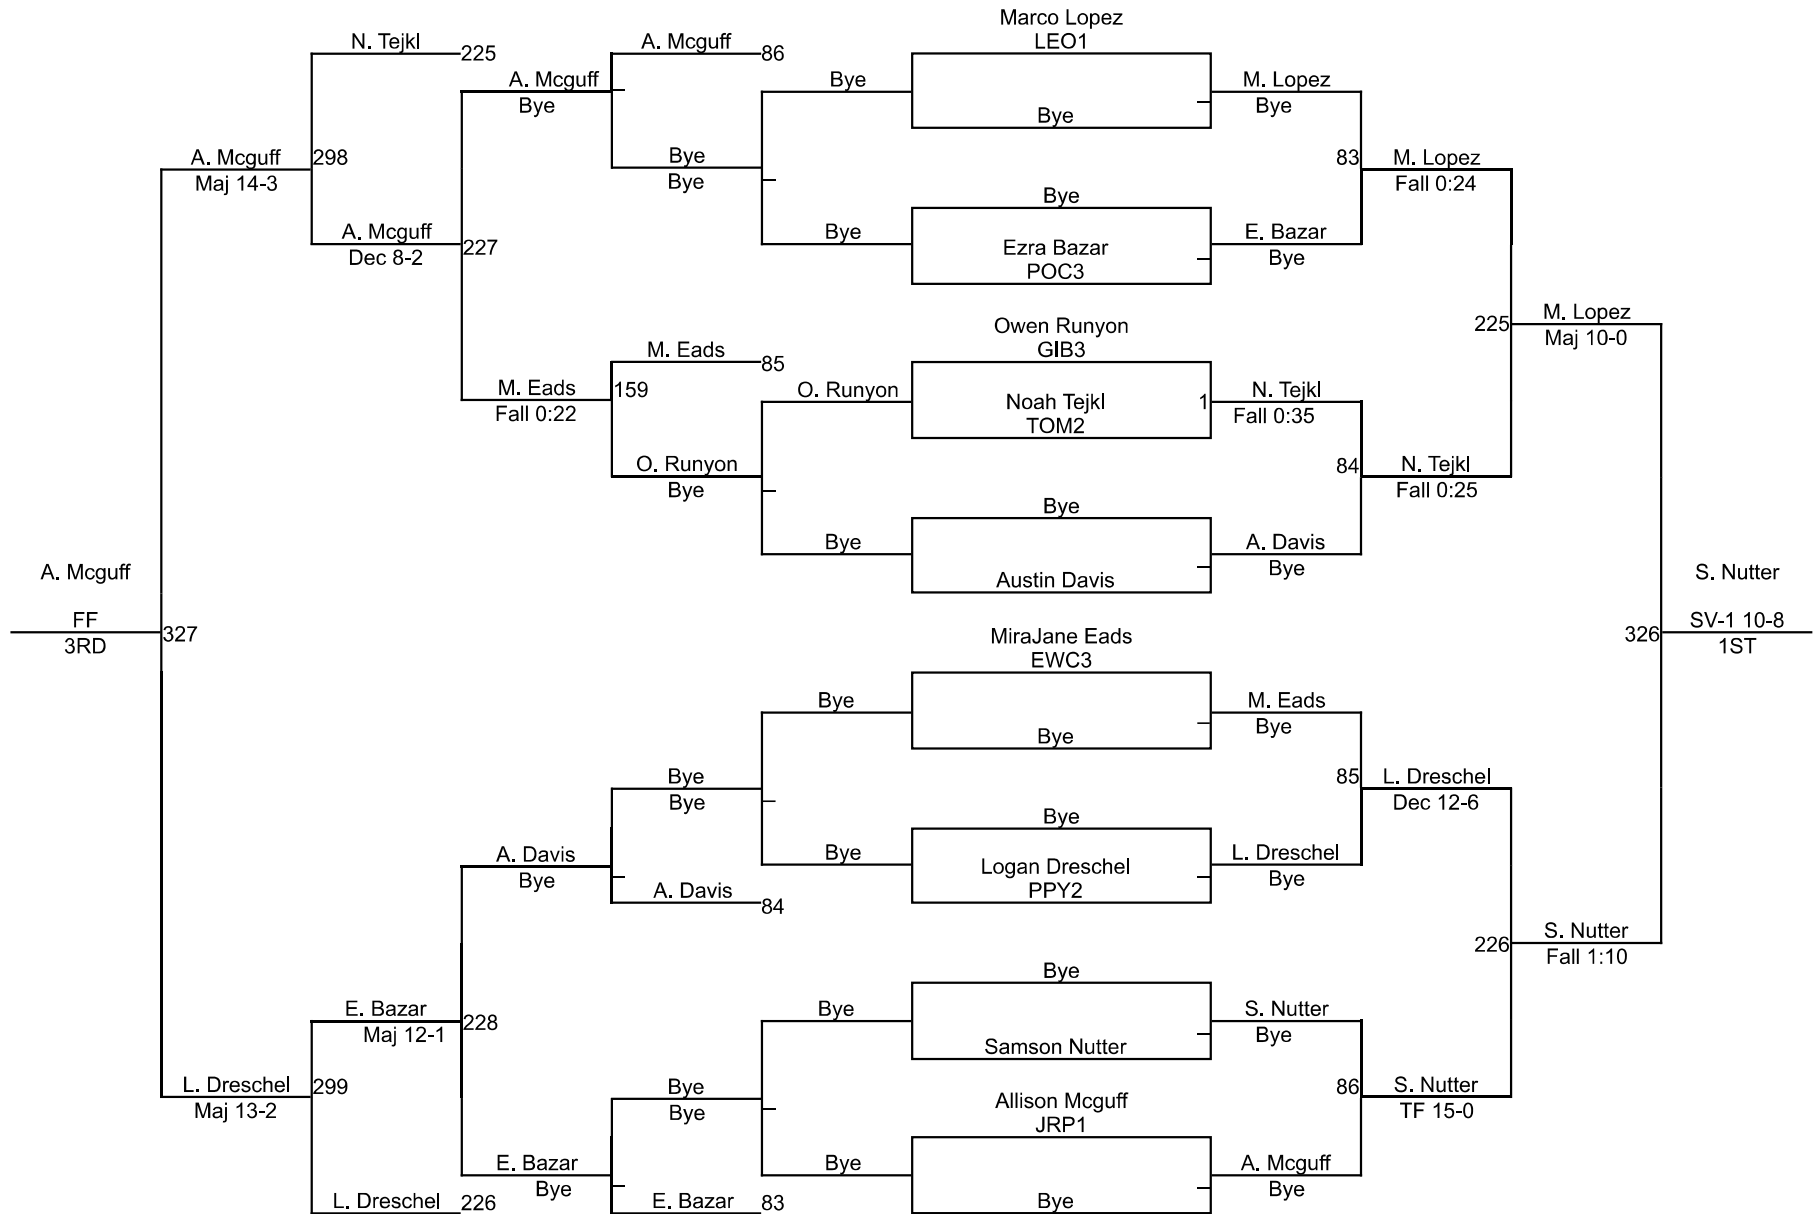 Marco Lopez
N. Tejkl
A. Mcguff
LEO1
225
86
A. Mcguff
Bye
M. Lopez
Bye
Bye
Bye
Bye
A. Mcguff
298
Bye
83
M. Lopez
Maj 14-3
Bye
Fall 0:24
Bye
A. Mcguff
227
Bye
Ezra Bazar
E. Bazar
Dec 8-2
POC3
Bye
Owen Runyon
M. Lopez
M. Eads
GIB3
225
Maj 10-0
85
M. Eads
159
O. Runyon
Noah Tejkl
1
N. Tejkl
Fall 0:22
TOM2
Fall 0:35
O. Runyon
84
N. Tejkl
Bye
Fall 0:25
Bye
Bye
A. Davis
A. Mcguff
Austin Davis
Bye
S. Nutter
FF
327
326
SV-1 10-8
3RD
1ST
MiraJane Eads
EWC3
Bye
M. Eads
Bye
Bye
Bye
85
L. Dreschel
Bye
Dec 12-6
Bye
A. Davis
Bye
Logan Dreschel
L. Dreschel
Bye
A. Davis
84
PPY2
Bye
226
S. Nutter
Fall 1:10
Bye
E. Bazar
228
Bye
S. Nutter
Maj 12-1
Samson Nutter
Bye
L. Dreschel
299
Bye
86
S. Nutter
Maj 13-2
Bye
Allison Mcguff
TF 15-0
JRP1
E. Bazar
Bye
A. Mcguff
Bye
Bye
L. Dreschel
226
E. Bazar
83
Bye